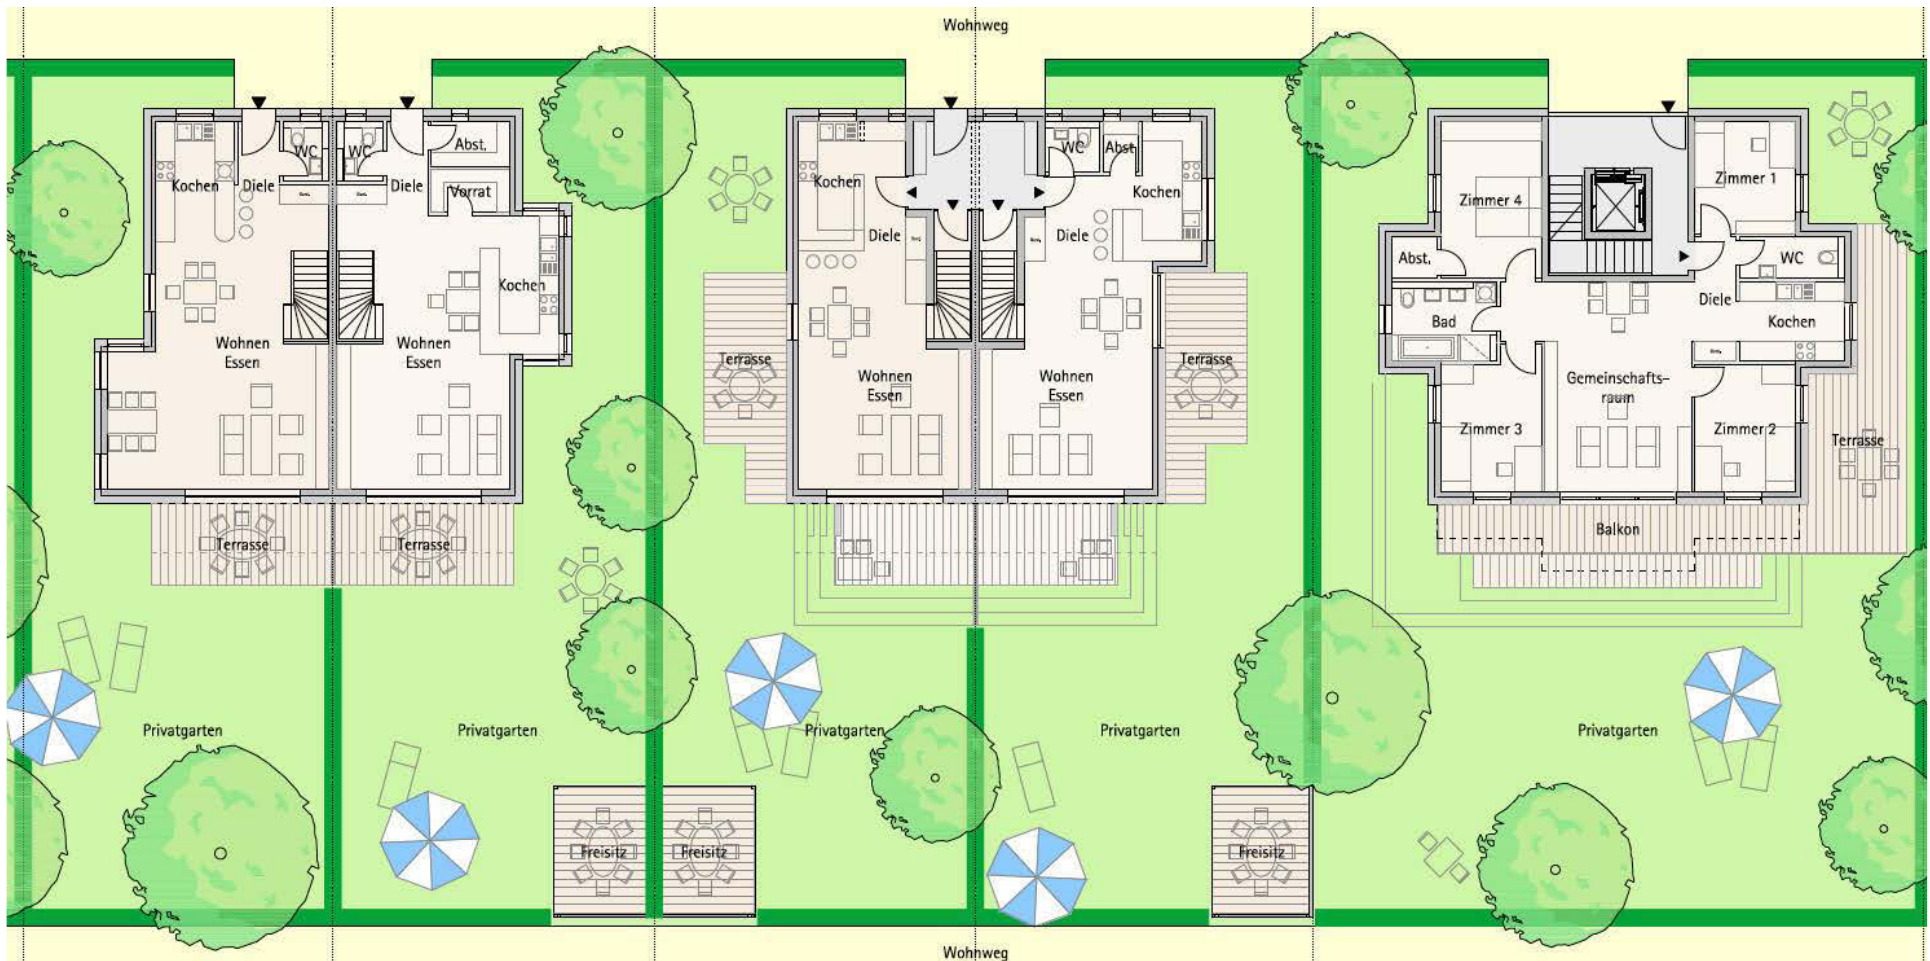 Wohnweg
WC
WC
Abst.
Kochen
Diele
Diele
Vorrat
Kochen
Wohnen
Essen
Wohnen
Essen
Terrasse
Terrasse
WC
Abst.
Kochen
Kochen
Diele
Diele
Terrasse
Terrasse
Wohnen
Essen
Wohnen
Essen
Zimmer 4
Zimmer 1
Abst.
WC
Diele
Bad
Kochen
Gemeinschafts-
raum
Zimmer 3
Zimmer 2
Terrasse
Balkon
Privatgarten
Privatgarten
Privatgarten
Privatgarten
Privatgarten
Freisitz
Freisitz
Freisitz
Wohnweg